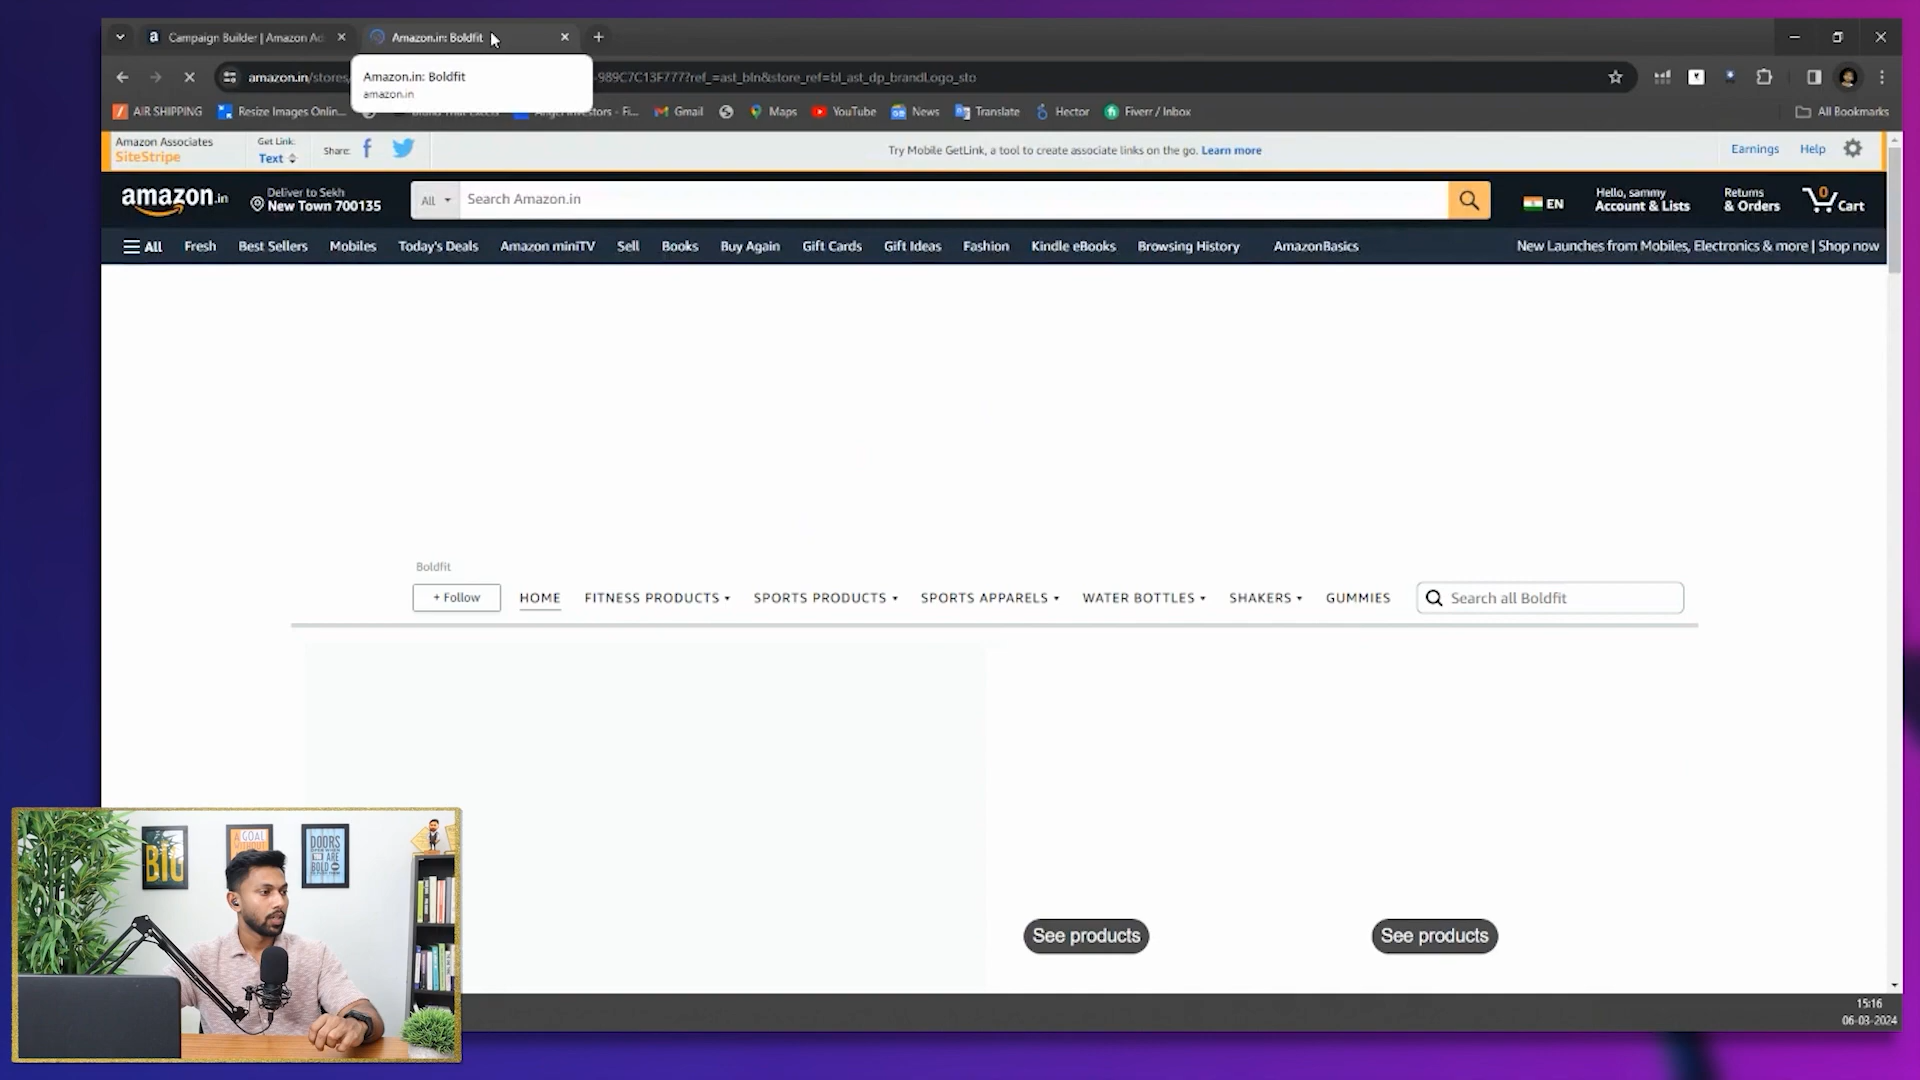 Campaign Builder | Amazon Ad
Amazon.in: Boldfit
amazon.in/stores/
-989C7C13F777?ref_=ast_bln&store_ref=bl_ast_dp_brandLogo_sto
Amazon.in: Boldfit
amazon.in
AIR SHIPPING
Resize Images Onlin...
Gmail
Maps
YouTube
News
Translate
Hector
Fiverr / Inbox
All Bookmarks
Amazon Associates
SiteStripe
Get Link:
Text
Share:
Try Mobile GetLink, a tool to create associate links on the go. Learn more
Earnings
Help
amazon.in
Deliver to Sekh
New Town 700135
All
Search Amazon.in
EN
Hello, sammy
Account & Lists
Returns
& Orders
0
Cart
All
Fresh
Best Sellers
Mobiles
Today's Deals
Amazon miniTV
Sell
Books
Buy Again
Gift Cards
Gift Ideas
Fashion
Kindle eBooks
Browsing History
AmazonBasics
New Launches from Mobiles, Electronics & more | Shop now
Boldfit
+ Follow
HOME
FITNESS PRODUCTS
SPORTS PRODUCTS
SPORTS APPARELS
WATER BOTTLES
SHAKERS
GUMMIES
Search all Boldfit
See products
See products
BIG
A GOAL
WITHOUT
DOORS
ARE
BOLD
15:16
06-03-2024